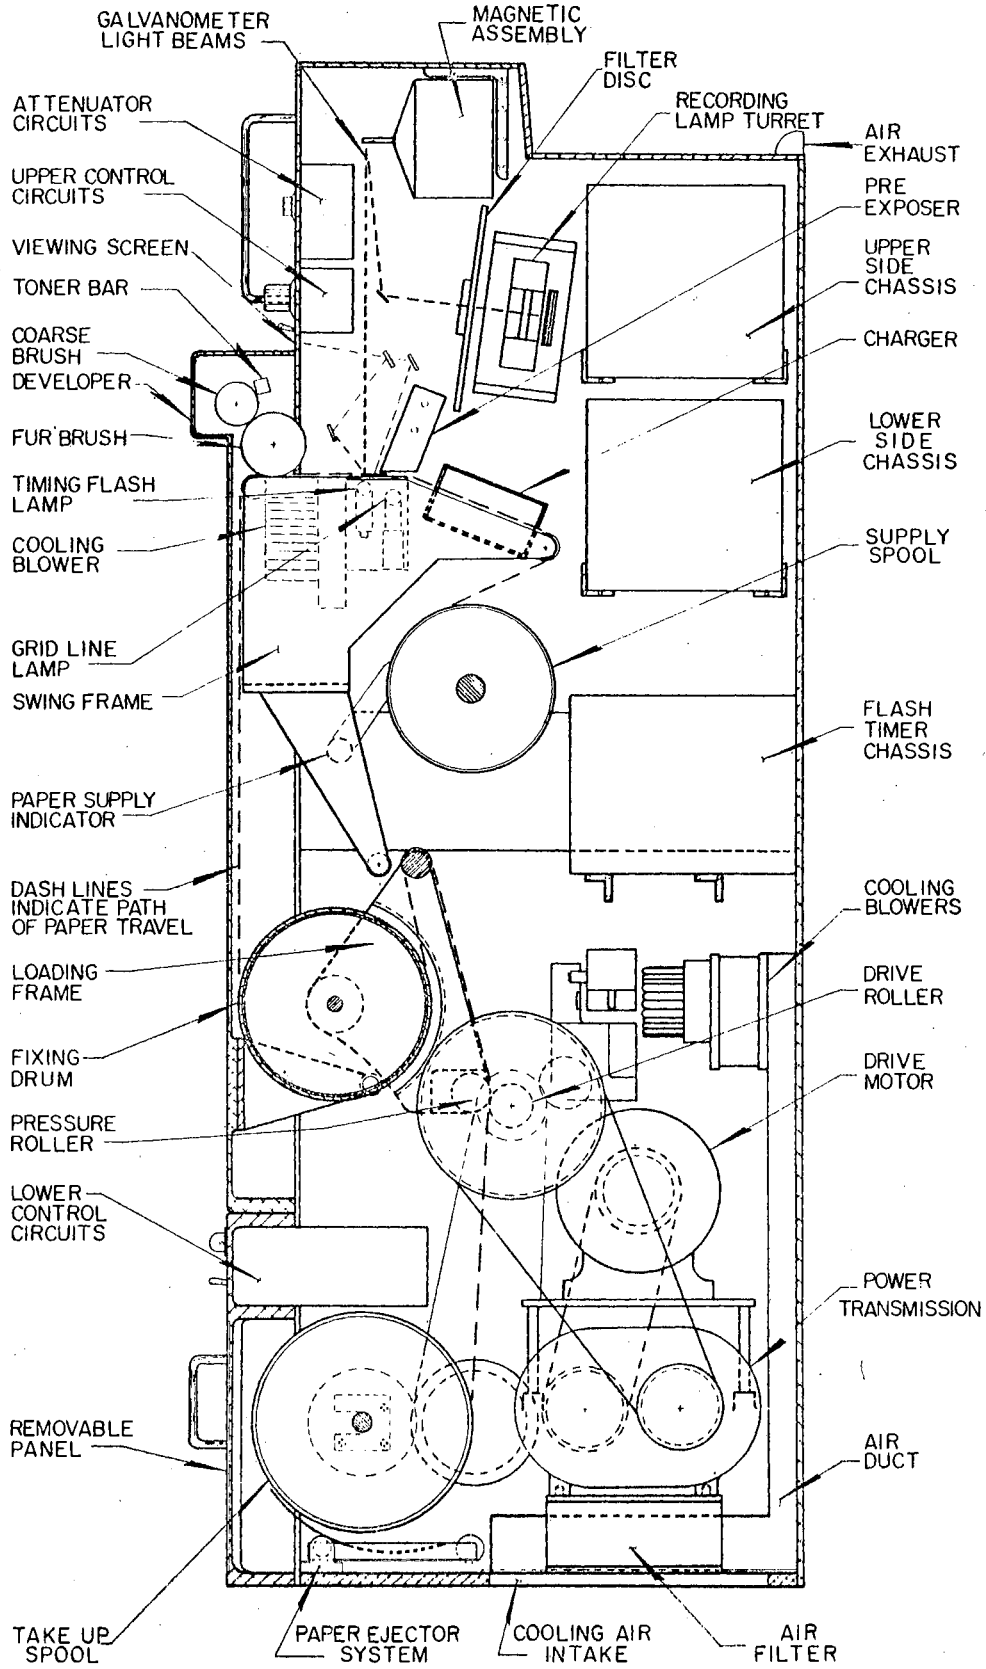 GALVANOMETER
LIGHT BEAMS
MAGNETIC
ASSEMBLY
FILTER
DISC
RECORDING
LAMP TURRET
AIR
EXHAUST
ATTENUATOR
CIRCUITS
UPPER CONTROL
CIRCUITS
VIEWING SCREEN
TONER BAR
COARSE
BRUSH
DEVELOPER
FUR BRUSH
TIMING FLASH
LAMP
COOLING
BLOWER
GRID LINE
LAMP
SWING FRAME
PAPER SUPPLY
INDICATOR
DASH LINES
INDICATE PATH
OF PAPER TRAVEL
LOADING
FRAME
FIXING
DRUM
PRESSURE
ROLLER
LOWER
CONTROL
CIRCUITS
REMOVABLE
PANEL
TAKE UP
SPOOL
PRE
EXPOSER
UPPER
SIDE
CHASSIS
CHARGER
LOWER
SIDE
CHASSIS
SUPPLY
SPOOL
FLASH
TIMER
CHASSIS
COOLING
BLOWERS
DRIVE
ROLLER
DRIVE
MOTOR
POWER
TRANSMISSION
AIR
DUCT
PAPER EJECTOR
SYSTEM
COOLING AIR
INTAKE
AIR
FILTER